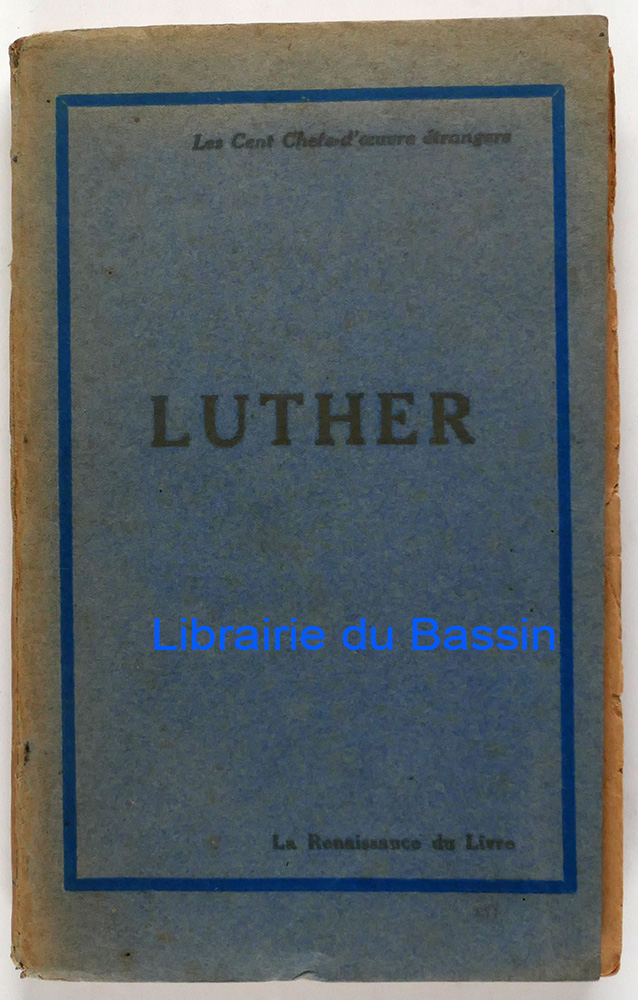 Les Cent Chefs-d'œuvre étrangers
LUTHER
Librairie du Bassin
La Renaissance du Livre